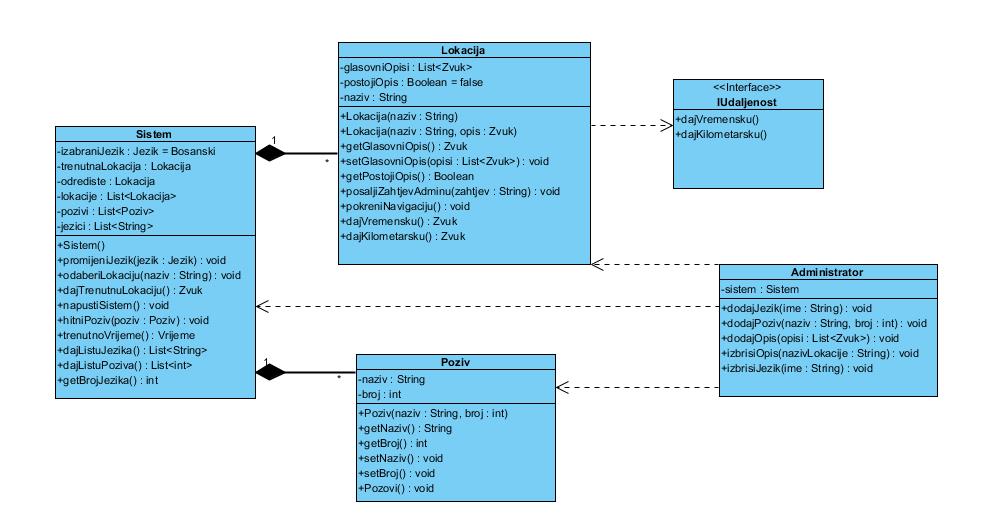 Lokacija
-glasovniOpisi : List<Zvuk>
-postojiOpis : Boolean = false
-naziv : String
+Lokacija(naziv : String)
+Lokacija(naziv : String, opis : Zvuk)
+getGlasovniOpis() : Zvuk
+setGlasovniOpis(opisi : List<Zvuk>) : void
+getPostojiOpis() : Boolean
+posaljiZahtjevAdminu(zahtjev : String) : void
+pokreniNavigaciju() : void
+dajVremensku() : Zvuk
+dajKilometarsku() : Zvuk
<<Interface>>
IUdaljenost
+dajVremensku()
+dajKilometarsku()
Sistem
-izabraniJezik : Jezik = Bosanski
-trenutnaLokacija : Lokacija
-odrediste : Lokacija
-lokacije : List<Lokacija>
-pozivi : List<Poziv>
-jezici : List<String>
+Sistem()
+promijeniJezik(jezik : Jezik) : void
+odaberiLokaciju(naziv : String) : void
+dajTrenutnuLokaciju() : Zvuk
+napustiSistem() : void
+hitniPoziv(poziv : Poziv) : void
+trenutnoVrijeme() : Vrijeme
+dajListuJezika() : List<String>
+dajListuPoziva() : List<int>
+getBrojJezika() : int
1
*
1
*
Administrator
-sistem : Sistem
+dodajJezik(ime : String) : void
+dodajPoziv(naziv : String, broj : int) : void
+dodajOpis(opisi : List<Zvuk>) : void
+izbrisiOpis(nazivLokacije : String) : void
+izbrisiJezik(ime : String) : void
Poziv
-naziv : String
-broj : int
+Poziv(naziv : String, broj : int)
+getNaziv() : String
+getBroj() : int
+setNaziv() : void
+setBroj() : void
+Pozovi() : void